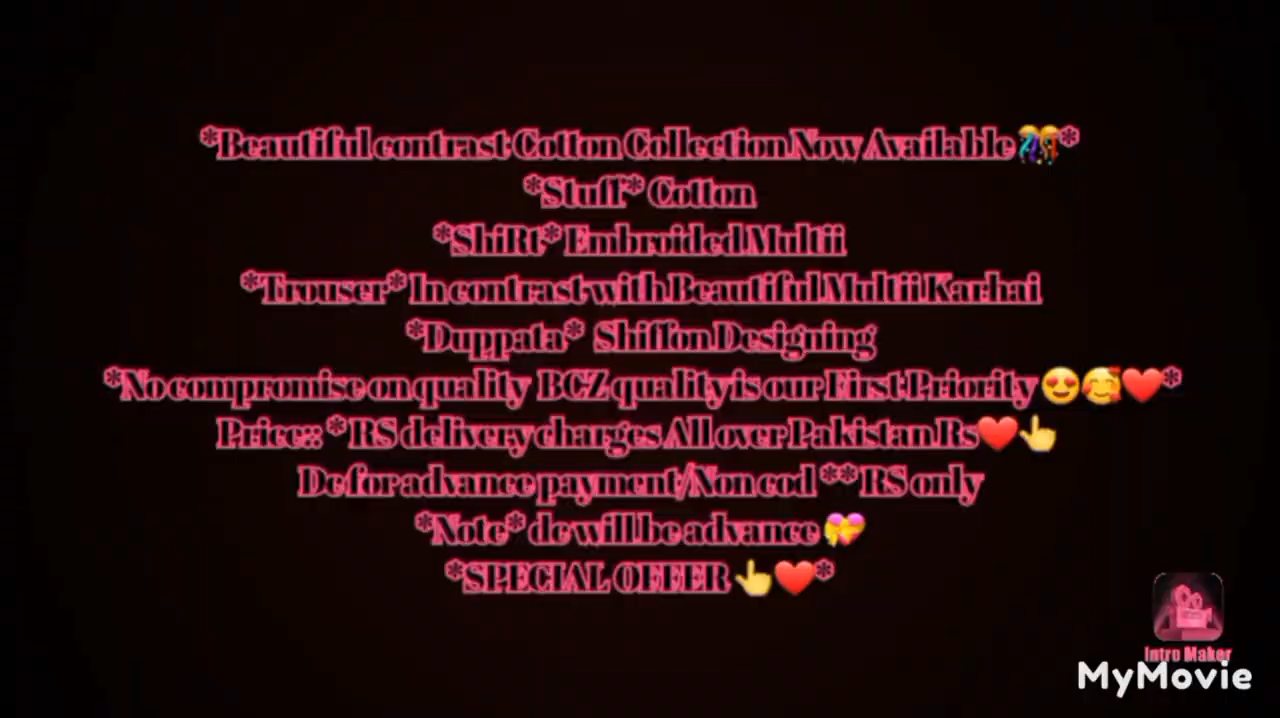 *Beautiful contrast Cotton Collection Now Available 🎊*
*Stuff* Cotton
*ShiRt* Embroided Multii
*Trouser* In contrast with Beautiful Multii Karhai
*Duppata* Shiffon Designing
*No compromise on quality BCZ quality is our First Priority 😍🥰❤️*
Price:: *RS delivery charges All over Pakistan Rs❤️👆
Dc for advance payment/Non cod **RS only
*Note* dc will be advance 💝
*SPECIAL OFFER 👆❤️*
Intro Maker
MyMovie